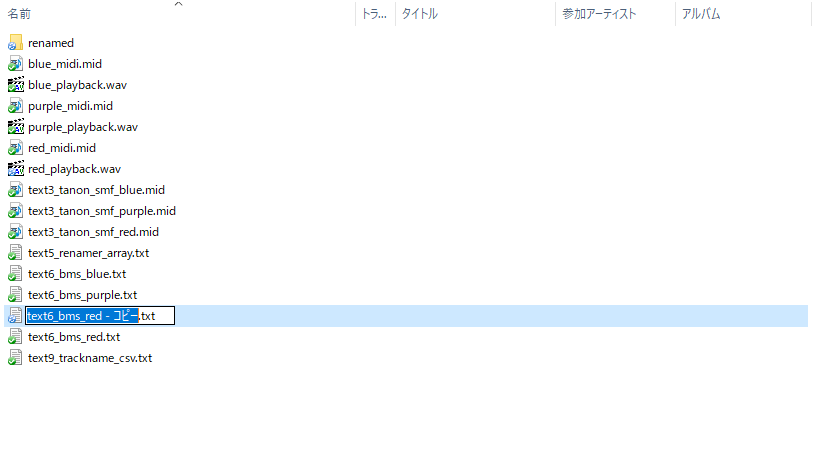 名前 トラ... タイトル 参加アーティスト アルバム
renamed
blue_midi.mid
blue_playback.wav
purple_midi.mid
purple_playback.wav
red_midi.mid
red_playback.wav
text3_tanon_smf_blue.mid
text3_tanon_smf_purple.mid
text3_tanon_smf_red.mid
text5_renamer_array.txt
text6_bms_blue.txt
text6_bms_purple.txt
text6_bms_red - コピー.txt
text6_bms_red.txt
text9_trackname_csv.txt